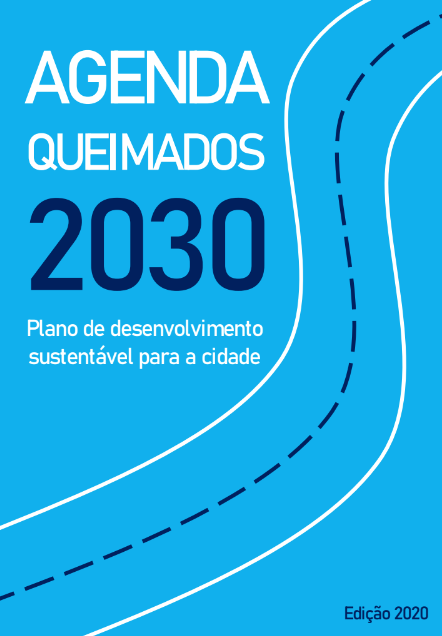 AGENDA
QUEIMADOS
2030
Plano de desenvolvimento
sustentável para a cidade
Edição 2020